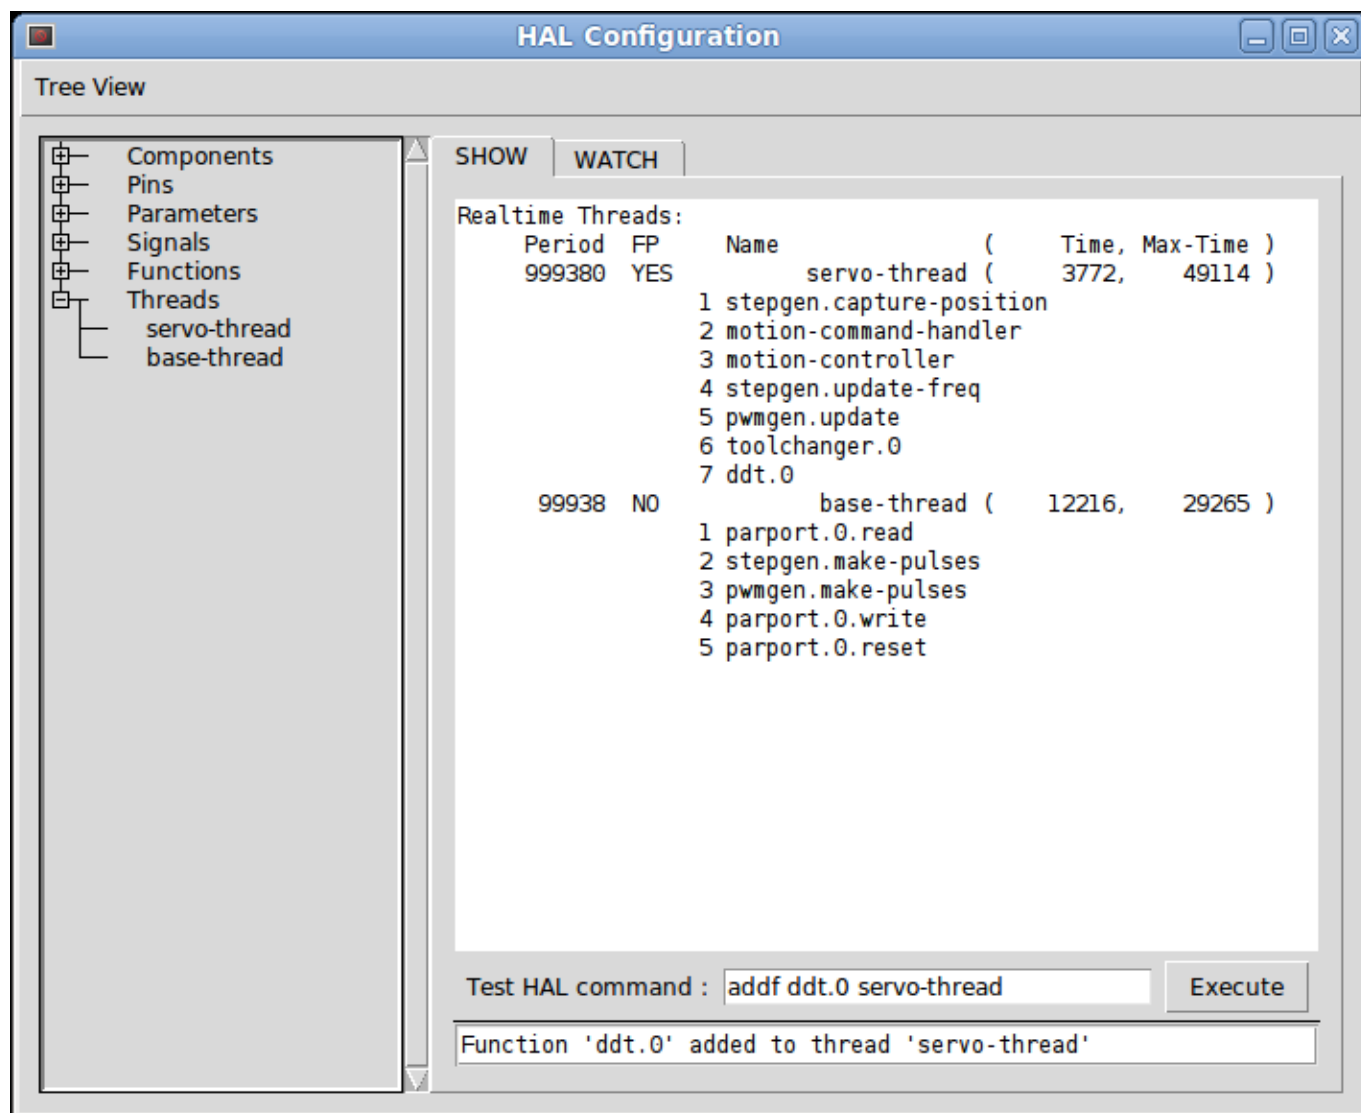 HAL Configuration
Tree View
Components
Pins
Parameters
Signals
Functions
Threads
servo-thread
base-thread
SHOW WATCH
Realtime Threads:
Period FP Name ( Time, Max-Time )
999380 YES servo-thread ( 3772, 49114 )
1 stepgen.capture-position
2 motion-command-handler
3 motion-controller
4 stepgen.update-freq
5 pwmgen.update
6 toolchanger.0
7 ddt.0
99938 NO base-thread ( 12216, 29265 )
1 parport.0.read
2 stepgen.make-pulses
3 pwmgen.make-pulses
4 parport.0.write
5 parport.0.reset
Test HAL command : addf ddt.0 servo-thread Execute
Function 'ddt.0' added to thread 'servo-thread'